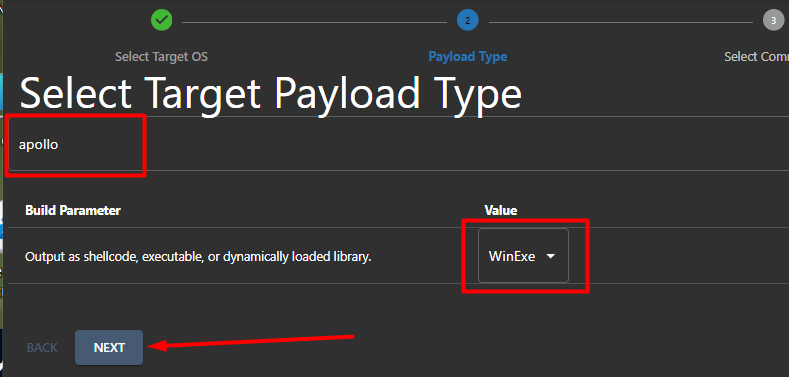 2
3
Select Target OS
Payload Type
Select Comm
Select Target Payload Type
apollo
Build Parameter
Value
Output as shellcode, executable, or dynamically loaded library.
WinExe
BACK
NEXT